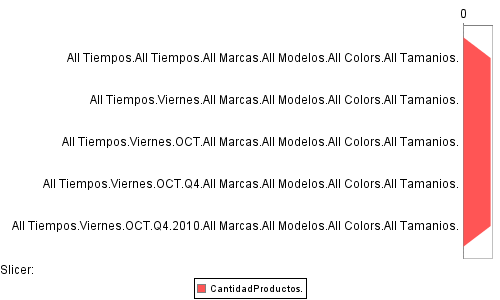 0
All Tiempos.All Tiempos.All Marcas.All Modelos.All Colors.All Tamanios.
All Tiempos.Viernes.All Marcas.All Modelos.All Colors.All Tamanios.
All Tiempos.Viernes.OCT.All Marcas.All Modelos.All Colors.All Tamanios.
All Tiempos.Viernes.OCT.Q4.All Marcas.All Modelos.All Colors.All Tamanios.
All Tiempos.Viernes.OCT.Q4.2010.All Marcas.All Modelos.All Colors.All Tamanios.
Slicer:
CantidadProductos.